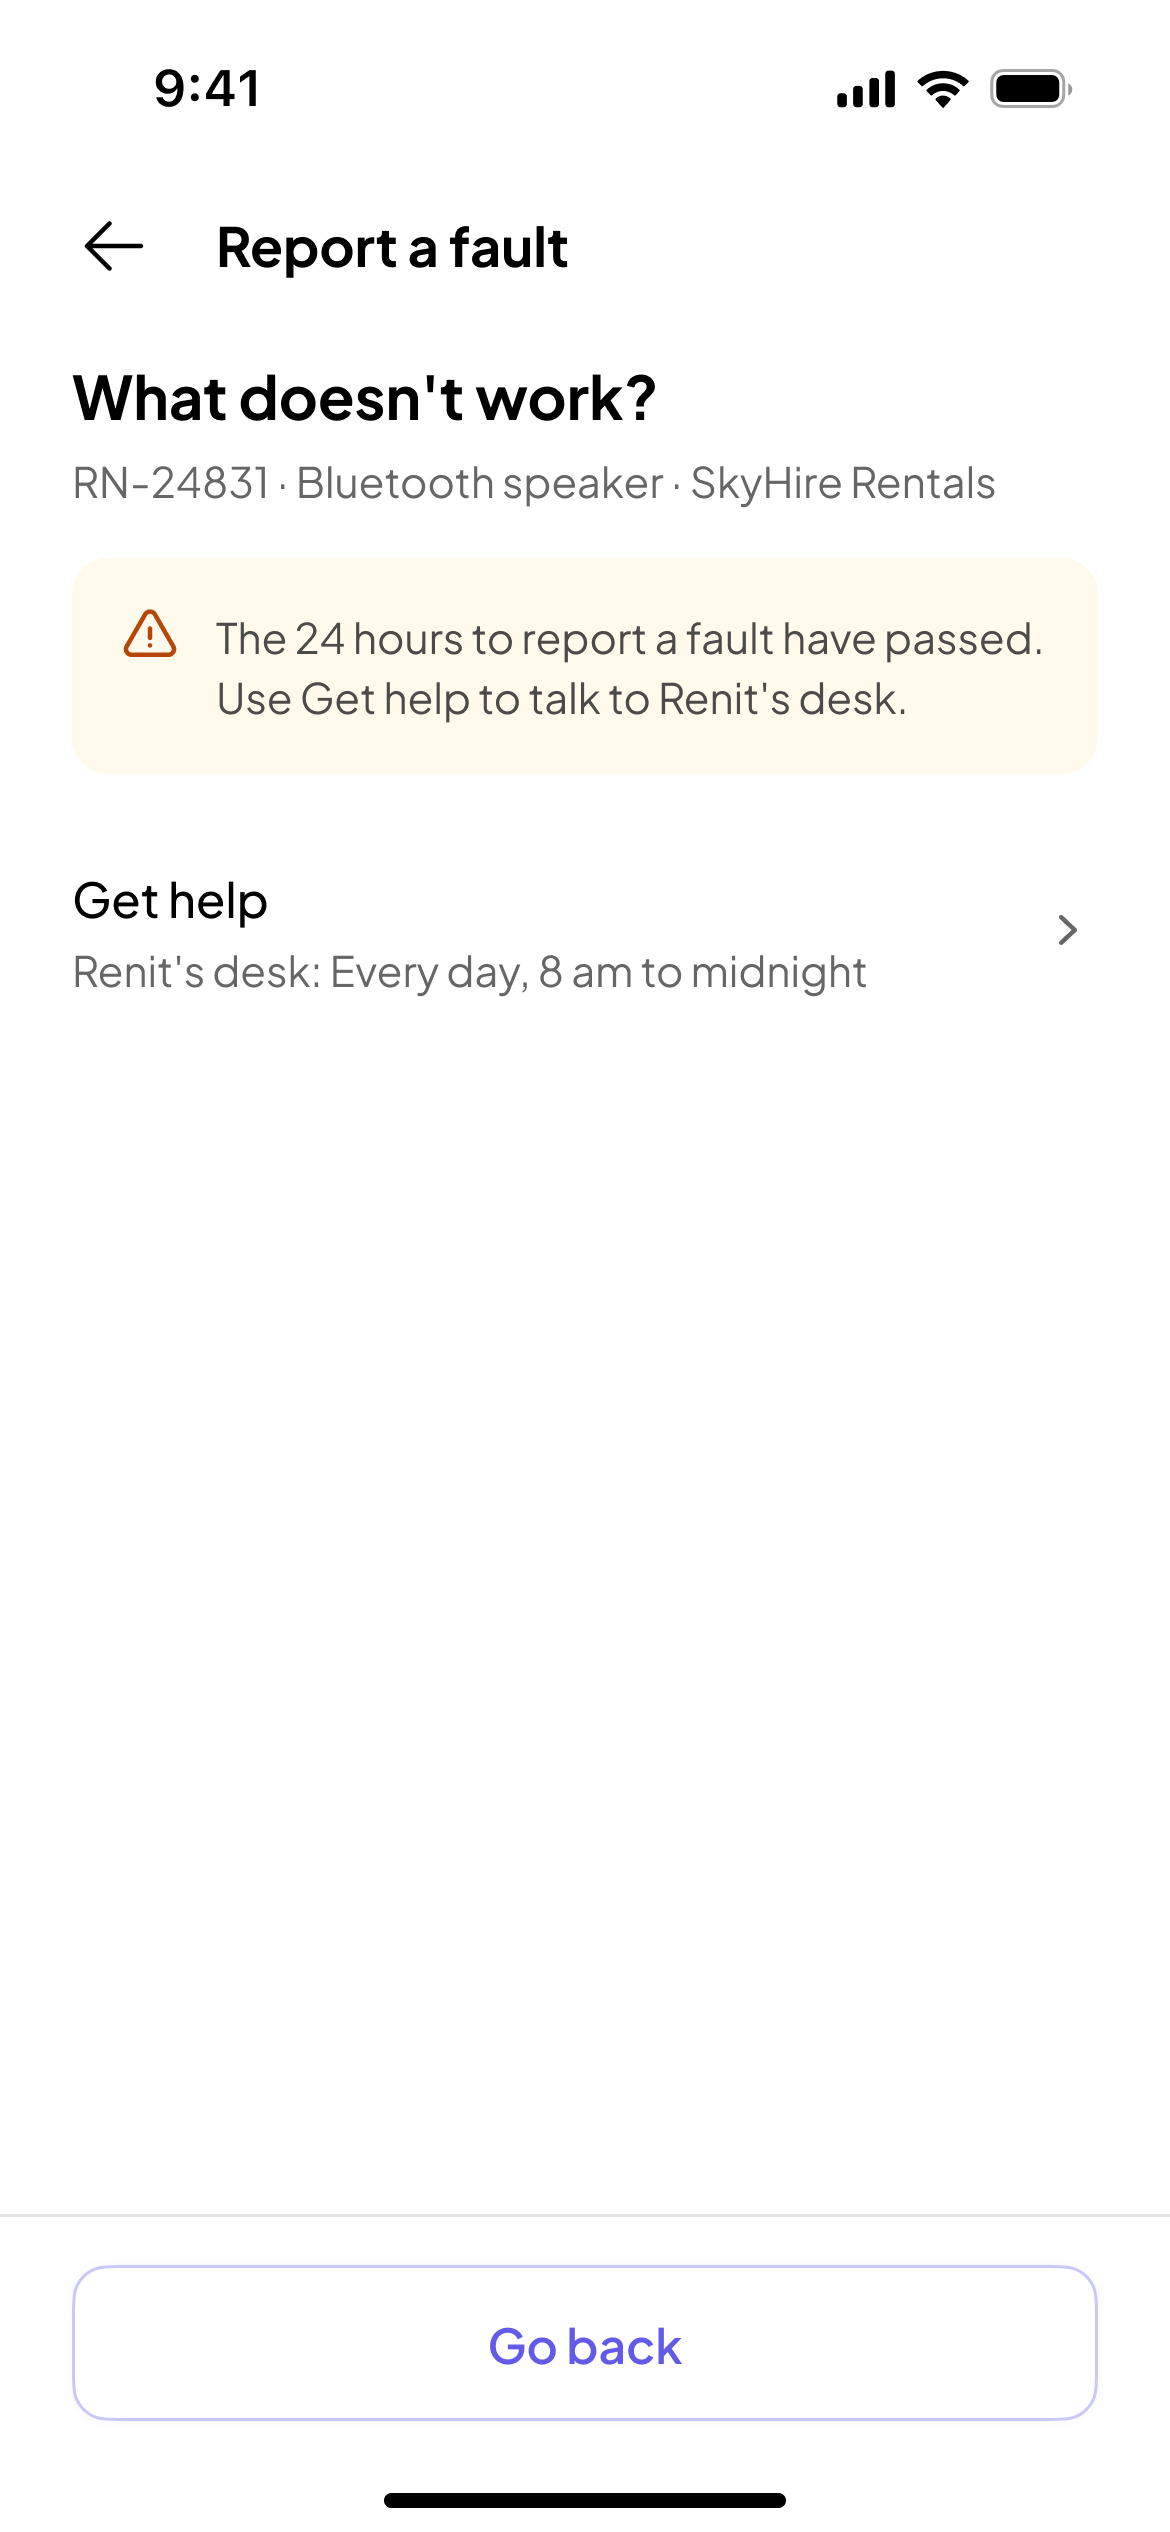 9:41
Report a fault
What doesn't work?
RN-24831 · Bluetooth speaker · SkyHire Rentals
The 24 hours to report a fault have passed.
Use Get help to talk to Renit's desk.
Get help
Renit's desk: Every day, 8 am to midnight
Go back